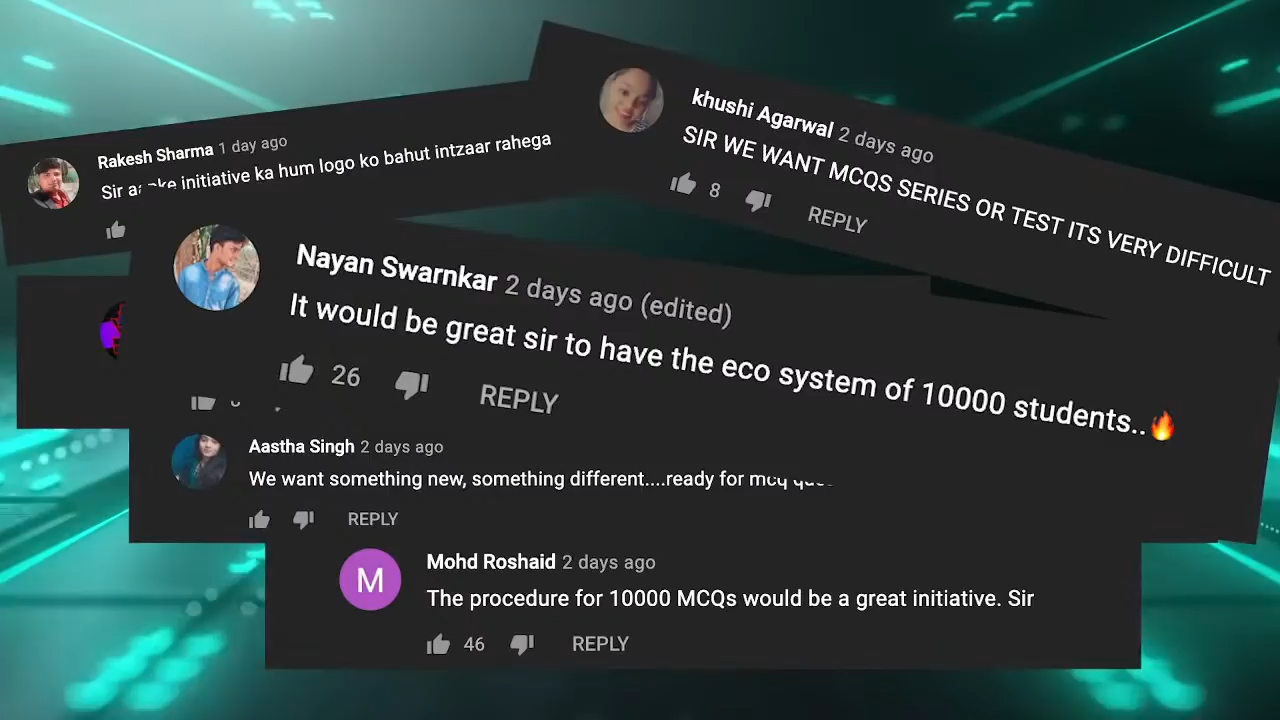 Rakesh Sharma 1 day ago
Sir initiative ka hum logo ko bahut intzaar rahega
khushi Agarwal 2 days ago
SIR WE WANT MCQS SERIES OR TEST ITS VERY DIFFICULT
8 REPLY
Nayan Swarnkar 2 days ago (edited)
It would be great sir to have the eco system of 10000 students..🔥
26 REPLY
Aastha Singh 2 days ago
We want something new, something different....ready for mcq
REPLY
M
Mohd Roshaid 2 days ago
The procedure for 10000 MCQs would be a great initiative. Sir
46 REPLY